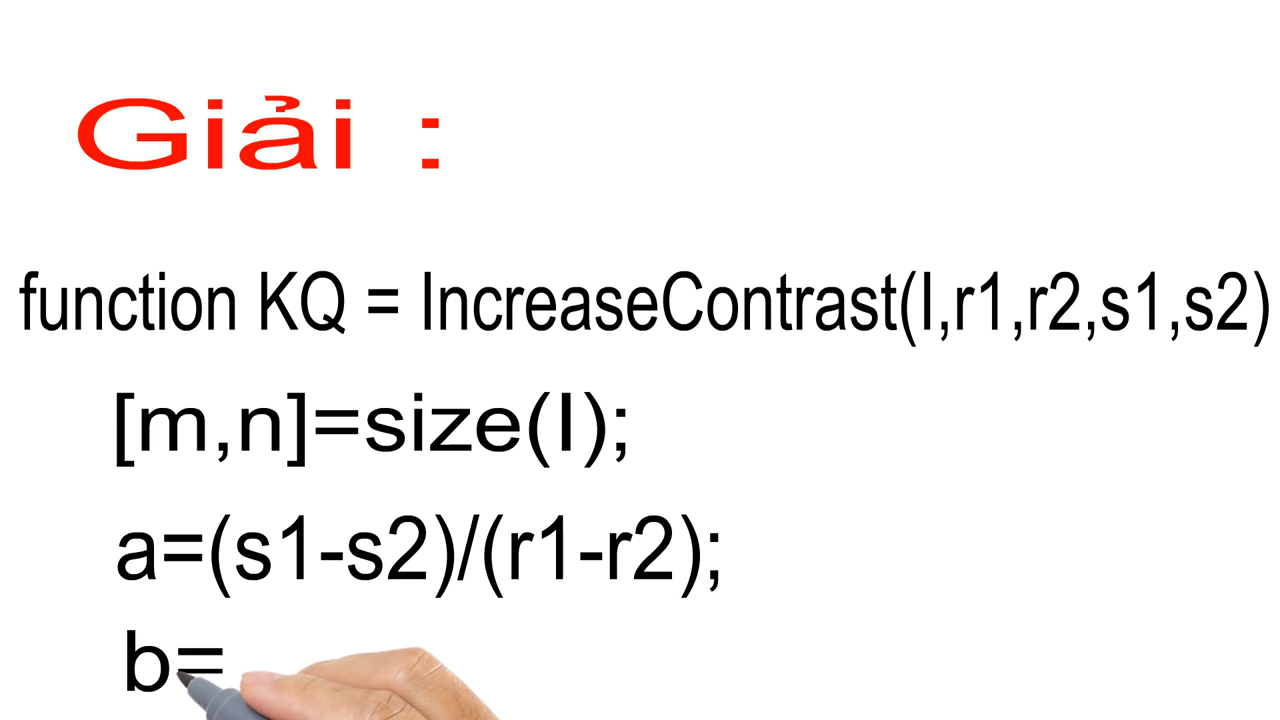 Giải :
function KQ = IncreaseContrast(I,r1,r2,s1,s2)
[m,n]=size(I);
a=(s1-s2)/(r1-r2);
b=